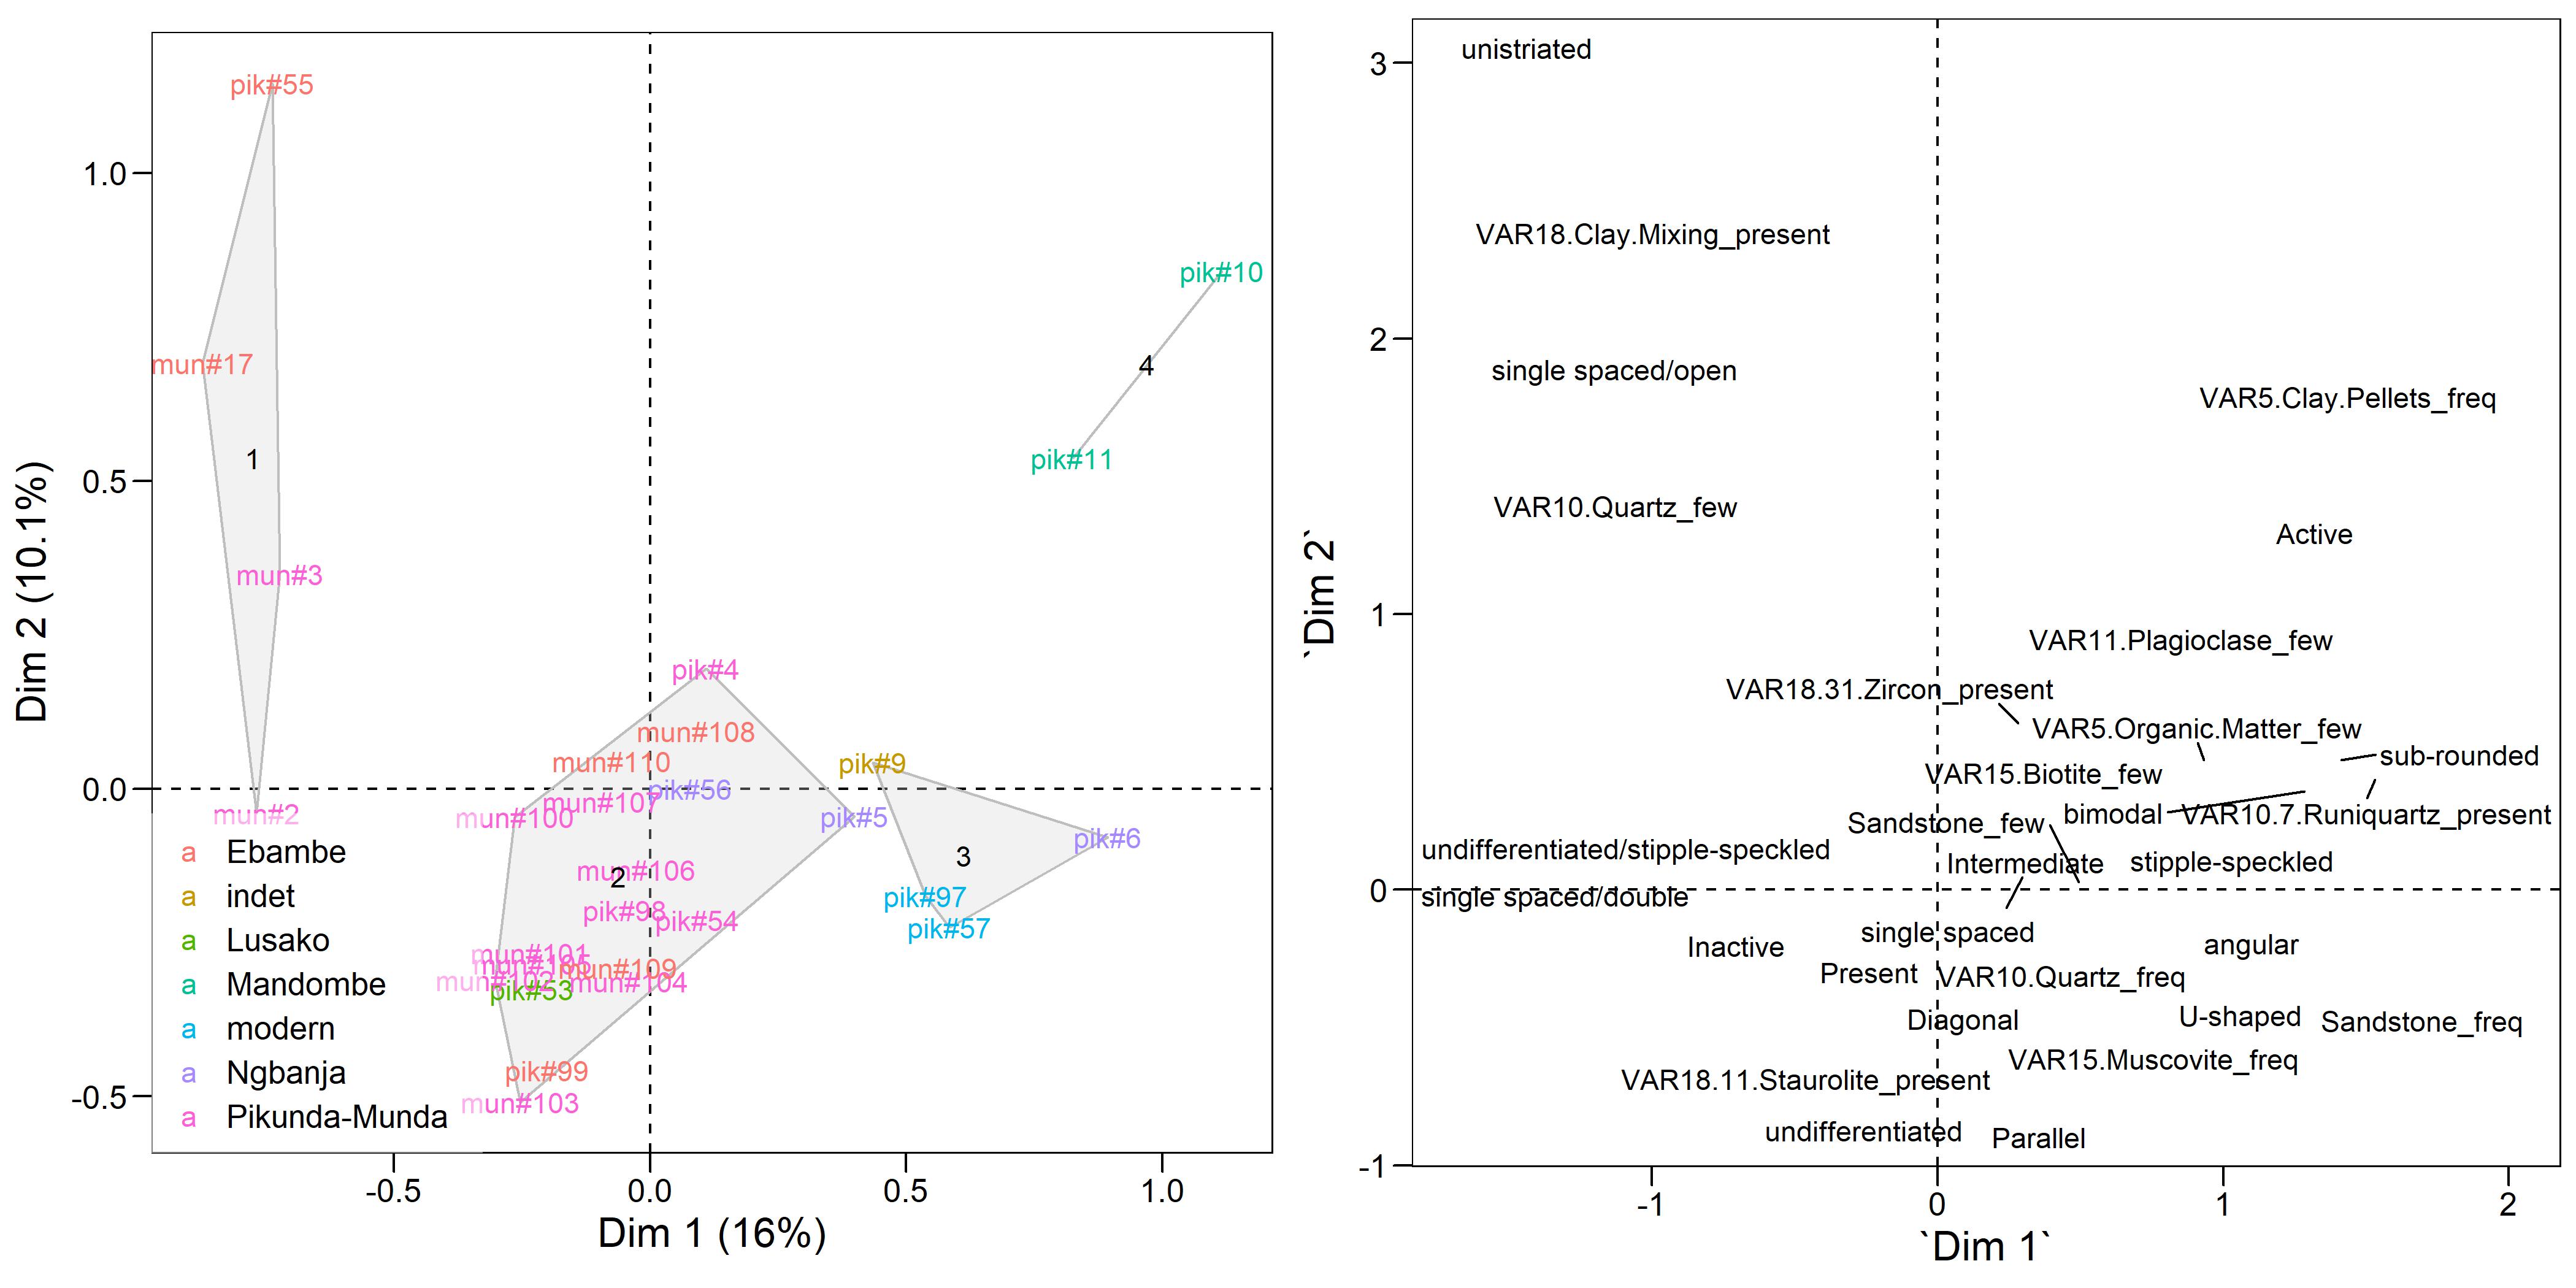 pik#55
mun#17
1
mun#3
mun#2
pik#10
4
pik#11
pik#4
mun#108
mun#110
pik#56
mun#107
mun#100
pik#5
pik#9
pik#6
3
pik#97
pik#57
mun#106
2
pik#98
pik#54
mun#101
mun#105
mun#109
mun#102
mun#104
pik#53
pik#99
mun#103
a Ebambe
a indet
a Lusako
a Mandombe
a modern
a Ngbanja
a Pikunda-Munda
1.0
0.5
0.0
-0.5
-0.5 0.0 0.5 1.0
Dim 1 (16%)
Dim 2 (10.1%)
unistriated
VAR18.Clay.Mixing_present
single spaced/open
VAR5.Clay.Pellets_freq
VAR10.Quartz_few
Active
VAR11.Plagioclase_few
VAR18.31.Zircon_present
VAR5.Organic.Matter_few
sub-rounded
VAR15.Biotite_few
bimodal
VAR10.7.Runiquartz_present
Sandstone_few
undifferentiated/stipple-speckled
Intermediate
stipple-speckled
single spaced/double
single spaced
Inactive
angular
Present
VAR10.Quartz_freq
Diagonal
U-shaped
Sandstone_freq
VAR15.Muscovite_freq
VAR18.11.Staurolite_present
undifferentiated
Parallel
3
2
1
0
-1
-1 0 1 2
`Dim 1`
`Dim 2`